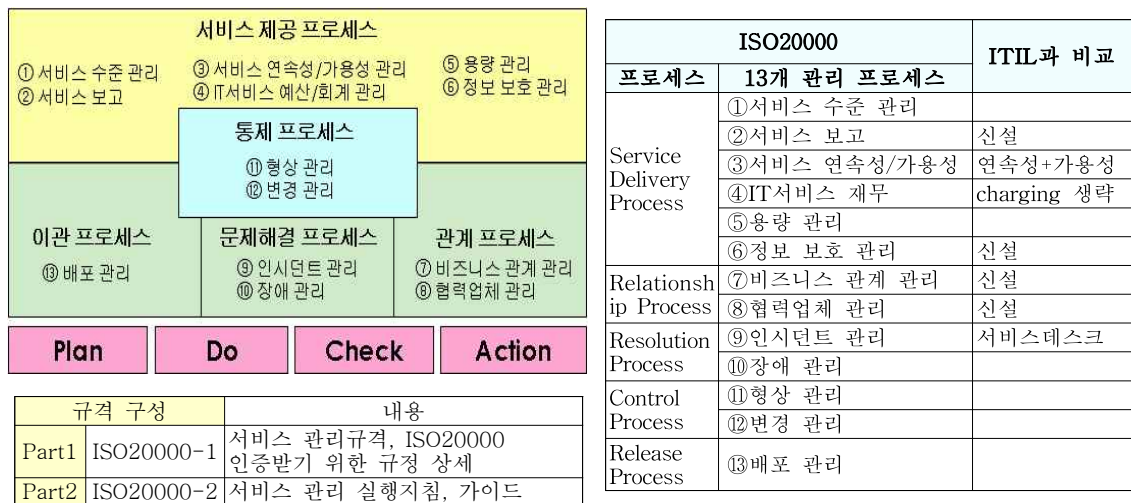 서비스 제공 프로세스
① 서비스 수준 관리
② 서비스 보고
③ 서비스 연속성/가용성 관리
④ IT서비스 예산/회계 관리
⑤ 용량 관리
⑥ 정보 보호 관리
통제 프로세스
⑪ 형상 관리
⑫ 변경 관리
이관 프로세스
⑬ 배포 관리
문제해결 프로세스
⑨ 인시던트 관리
⑩ 장애 관리
관계 프로세스
⑦ 비즈니스 관계 관리
⑧ 협력업체 관리
Plan Do Check Action
규격 구성 내용
Part1 ISO20000-1 서비스 관리규격, ISO20000
인증받기 위한 규정 상세
Part2 ISO20000-2 서비스 관리 실행지침, 가이드
ISO20000 ITIL과 비교
프로세스 13개 관리 프로세스
Service
Delivery
Process
①서비스 수준 관리
②서비스 보고 신설
③서비스 연속성/가용성 연속성+가용성
④IT서비스 재무 charging 생략
⑤용량 관리
⑥정보 보호 관리 신설
Relationsh
ip Process
⑦비즈니스 관계 관리 신설
⑧협력업체 관리 신설
Resolution
Process
⑨인시던트 관리 서비스데스크
⑩장애 관리
Control
Process
⑪형상 관리
⑫변경 관리
Release
Process
⑬배포 관리